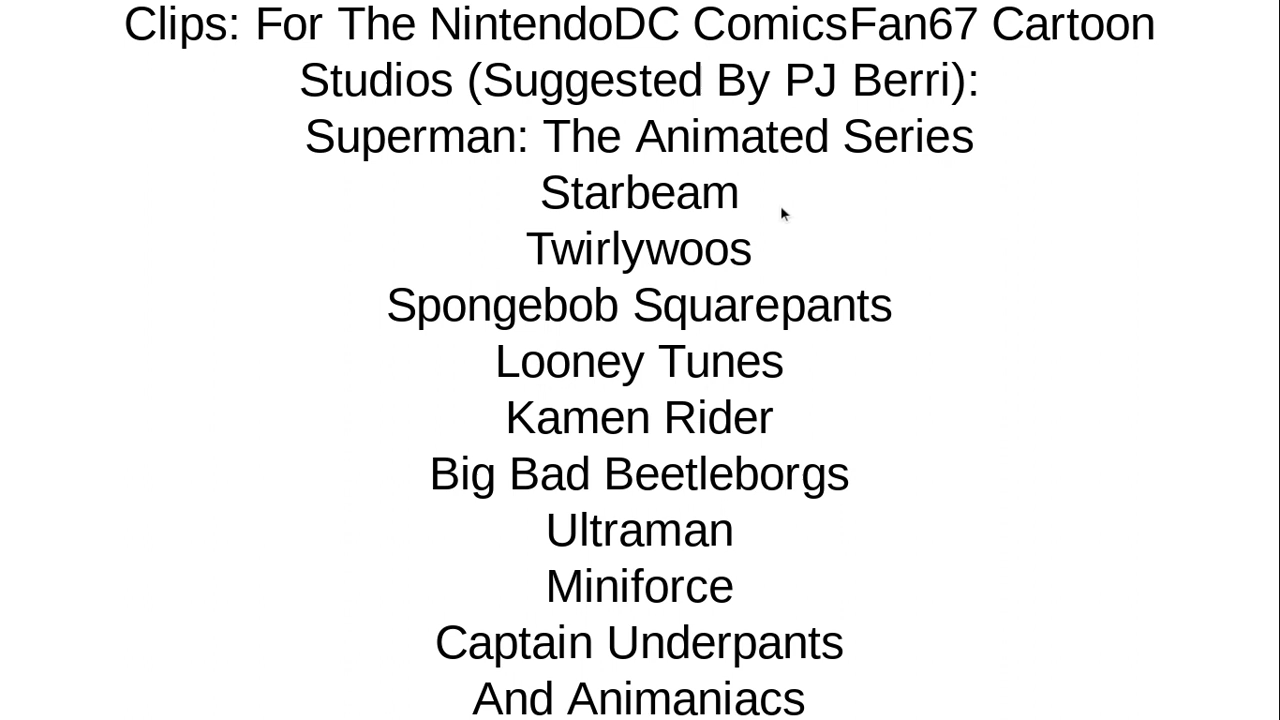 Clips: For The NintendoDC ComicsFan67 Cartoon
Studios (Suggested By PJ Berri):
Superman: The Animated Series
Starbeam
Twirlywoos
Spongebob Squarepants
Looney Tunes
Kamen Rider
Big Bad Beetleborgs
Ultraman
Miniforce
Captain Underpants
And Animaniacs